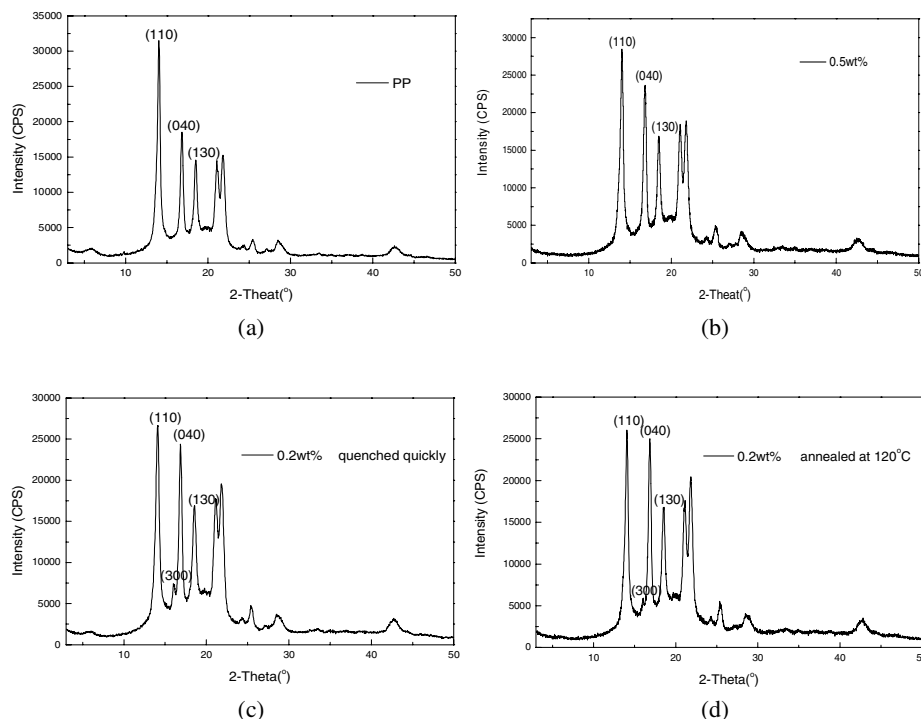 35000
30000
25000
20000
15000
10000
5000
0
Intensity (CPS)
(110)
(040)
(130)
PP
10 20 30 40 50
2-Theat(°)
(a)
30000
25000
20000
15000
10000
5000
0
Intensity (CPS)
(110)
(040)
(130)
0.5wt%
10 20 30 40 50
2-Theat(°)
(b)
30000
25000
20000
15000
10000
5000
0
Intensity (CPS)
(110)
(040)
(130)
(300)
0.2wt% quenched quickly
10 20 30 40 50
2-Theta(°)
(c)
30000
25000
20000
15000
10000
5000
0
Intensity (CPS)
(110)
(040)
(130)
(300)
0.2wt% annealed at 120°C
10 20 30 40 50
2-Theta(°)
(d)